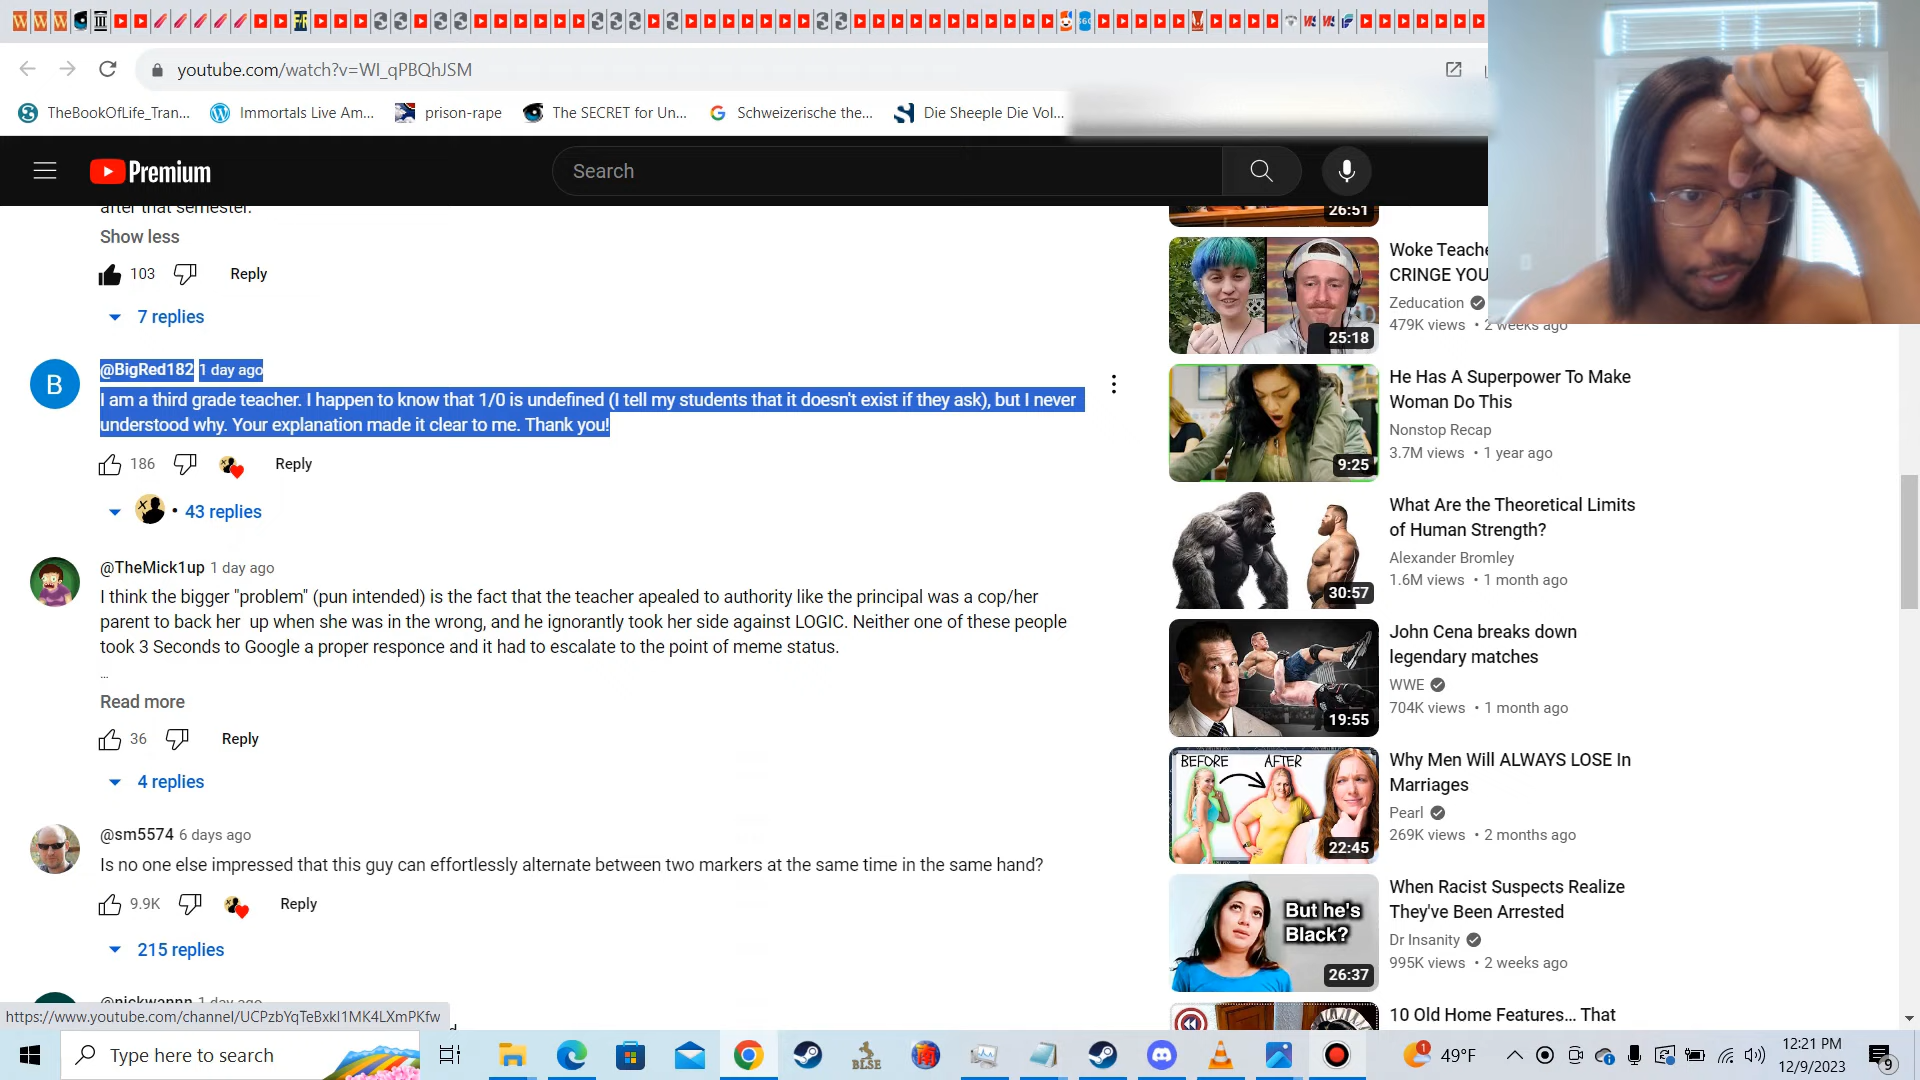 youtube.com/watch?v=WI_qPBQhJSM
TheBookOfLife_Tran... Immortals Live Am... prison-rape The SECRET for Un... Schweizerische the... Die Sheeple Die Vol...
Premium
Search
after that semester.
Show less
103 Reply
7 replies
B
@BigRed182 1 day ago
I am a third grade teacher. I happen to know that 1/0 is undefined (I tell my students that it doesn't exist if they ask), but I never
understood why. Your explanation made it clear to me. Thank you!
186 Reply
• 43 replies
@TheMick1up 1 day ago
I think the bigger "problem" (pun intended) is the fact that the teacher apealed to authority like the principal was a cop/her
parent to back her up when she was in the wrong, and he ignorantly took her side against LOGIC. Neither one of these people
took 3 Seconds to Google a proper responce and it had to escalate to the point of meme status.
...
Read more
36 Reply
4 replies
@sm5574 6 days ago
Is no one else impressed that this guy can effortlessly alternate between two markers at the same time in the same hand?
9.9K Reply
215 replies
@nickwannn 1 day ago
https://www.youtube.com/channel/UCPzbYqTeBxkI1MK4LXmPKfw
26:51
Woke Teache
CRINGE YOU
Zeducation
479K views • 2 weeks ago
25:18
He Has A Superpower To Make
Woman Do This
Nonstop Recap
3.7M views • 1 year ago
9:25
What Are the Theoretical Limits
of Human Strength?
Alexander Bromley
1.6M views • 1 month ago
30:57
John Cena breaks down
legendary matches
WWE
704K views • 1 month ago
19:55
BEFORE AFTER
Why Men Will ALWAYS LOSE In
Marriages
Pearl
269K views • 2 months ago
22:45
When Racist Suspects Realize
They've Been Arrested
But he's
Black?
Dr Insanity
995K views • 2 weeks ago
26:37
10 Old Home Features... That
Type here to search
BLSE
1
49°F
12:21 PM
12/9/2023
9